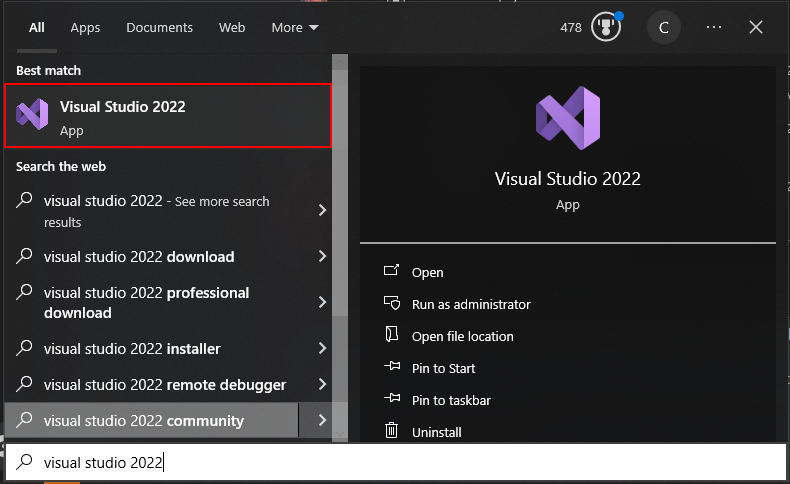 All Apps Documents Web More 478 C
Best match
Visual Studio 2022
App
Search the web
visual studio 2022 - See more search
results
visual studio 2022 download
visual studio 2022 professional
download
visual studio 2022 installer
visual studio 2022 remote debugger
visual studio 2022 community
Visual Studio 2022
App
Open
Run as administrator
Open file location
Pin to Start
Pin to taskbar
Uninstall
visual studio 2022